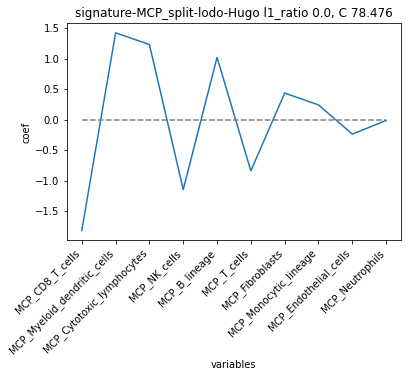 signature-MCP_split-lodo-Hugo l1_ratio 0.0, C 78.476
1.5
1.0
0.5
0.0
−0.5
−1.0
−1.5
coef
MCP_CD8_T_cells
MCP_Myeloid_dendritic_cells
MCP_Cytotoxic_lymphocytes
MCP_NK_cells
MCP_B_lineage
MCP_T_cells
MCP_Fibroblasts
MCP_Monocytic_lineage
MCP_Endothelial_cells
MCP_Neutrophils
variables